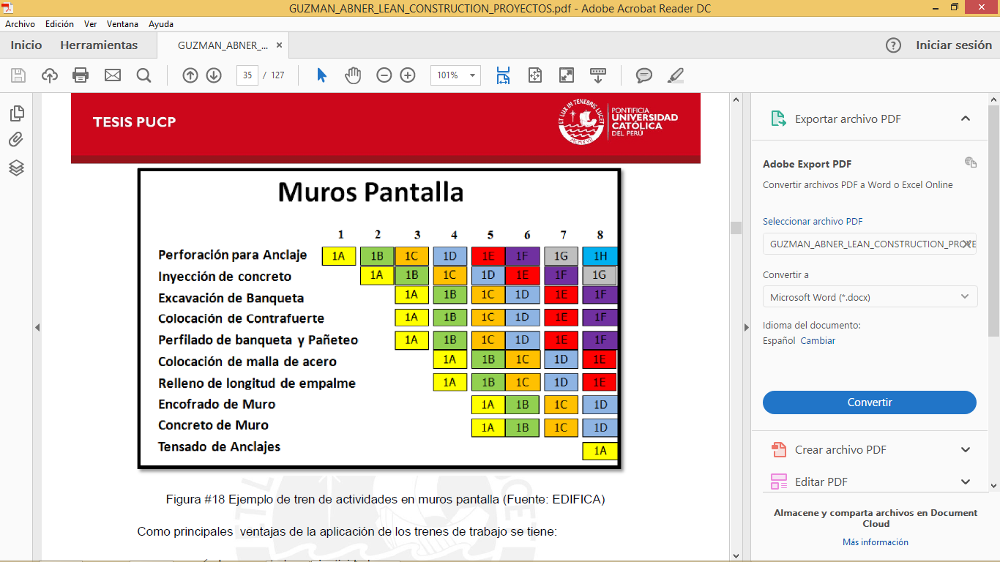 GUZMAN_ABNER_LEAN_CONSTRUCTION_PROYECTOS.pdf - Adobe Acrobat Reader DC
Archivo Edición Ver Ventana Ayuda
Inicio Herramientas GUZMAN_ABNER_... × Iniciar sesión
35 / 127 101%
TESIS PUCP
ET LUX IN TENEBRIS LUCET
MCMXVII
PONTIFICIA
UNIVERSIDAD
CATÓLICA
DEL PERÚ
Muros Pantalla
1 2 3 4 5 6 7 8
Perforación para Anclaje 1A 1B 1C 1D 1E 1F 1G 1H
Inyección de concreto 1A 1B 1C 1D 1E 1F 1G
Excavación de Banqueta 1A 1B 1C 1D 1E 1F
Colocación de Contrafuerte 1A 1B 1C 1D 1E 1F
Perfilado de banqueta y Pañeteo 1A 1B 1C 1D 1E 1F
Colocación de malla de acero 1A 1B 1C 1D 1E
Relleno de longitud de empalme 1A 1B 1C 1D 1E
Encofrado de Muro 1A 1B 1C 1D
Concreto de Muro 1A 1B 1C 1D
Tensado de Anclajes 1A
Figura #18 Ejemplo de tren de actividades en muros pantalla (Fuente: EDIFICA)
Como principales ventajas de la aplicación de los trenes de trabajo se tiene:
Exportar archivo PDF
Adobe Export PDF
Convertir archivos PDF a Word o Excel Online
Seleccionar archivo PDF
GUZMAN_ABNER_LEAN_CONSTRUCTION_PROYE
Convertir a
Microsoft Word (*.docx)
Idioma del documento:
Español Cambiar
Convertir
Crear archivo PDF
Editar PDF
Almacene y comparta archivos en Document
Cloud
Más información